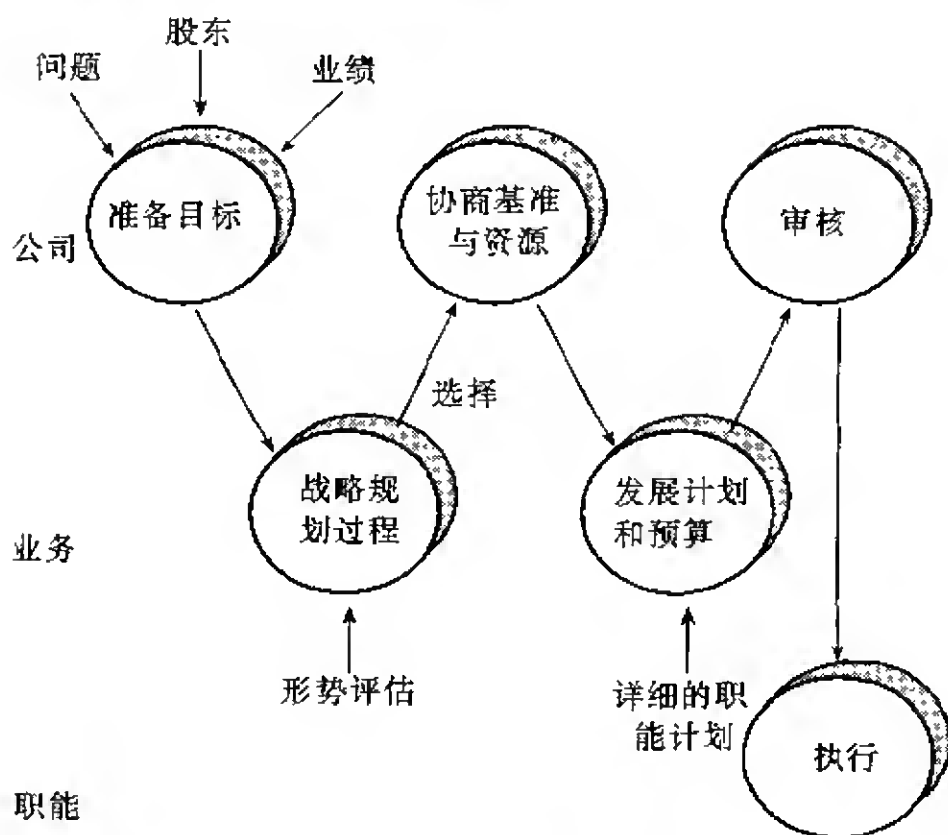 股东
问题
业绩
准备目标
协商基准
与资源
审核
公司
选择
战略规
划过程
发展计划
和预算
业务
形势评估
详细的职
能计划
执行
职能